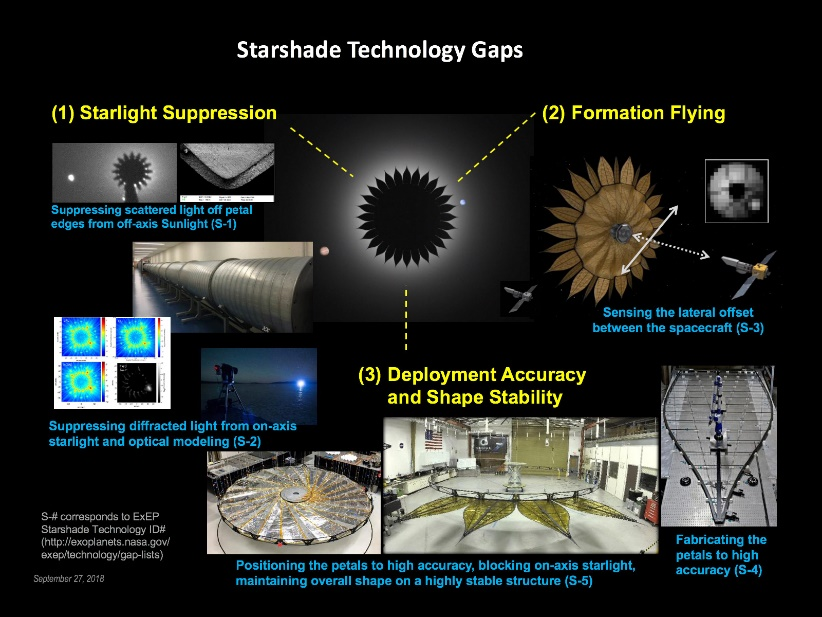 Starshade Technology Gaps
(1) Starlight Suppression
(2) Formation Flying
Suppressing scattered light off petal
edges from off-axis Sunlight (S-1)
Sensing the lateral offset
between the spacecraft (S-3)
(3) Deployment Accuracy
and Shape Stability
Suppressing diffracted light from on-axis
starlight and optical modeling (S-2)
S-# corresponds to ExEP
Starshade Technology ID#
(http://exoplanets.nasa.gov/
exep/technology/gap-lists)
Fabricating the
petals to high
accuracy (S-4)
Positioning the petals to high accuracy, blocking on-axis starlight,
maintaining overall shape on a highly stable structure (S-5)
September 27, 2018